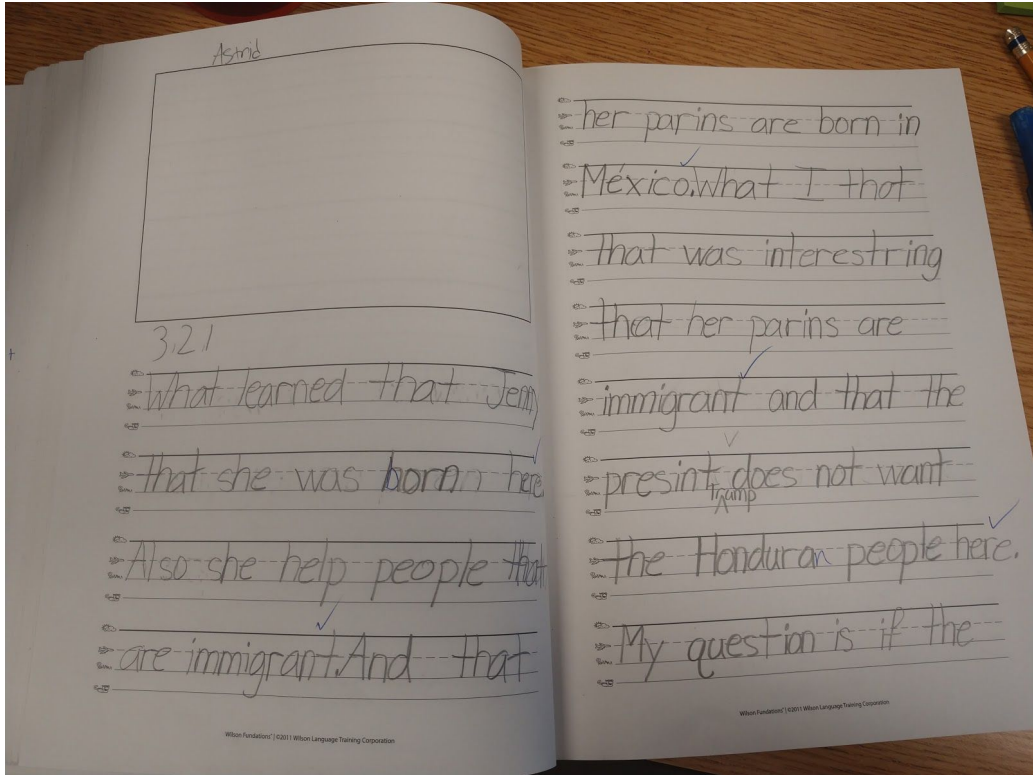 Astrid
3.2.1
What learned that Jenn
that she was born here
Also she help people that
are immigrant.And that
Wilson Fundations® | ©2011 Wilson Language Training Corporation
her parins are born in
México.What I thot
that was interestring
that her parins are
immigrant and that the
presint does not want
Trump
the Honduran people here.
My question is if the
Wilson Fundations® | ©2011 Wilson Language Training Corporation